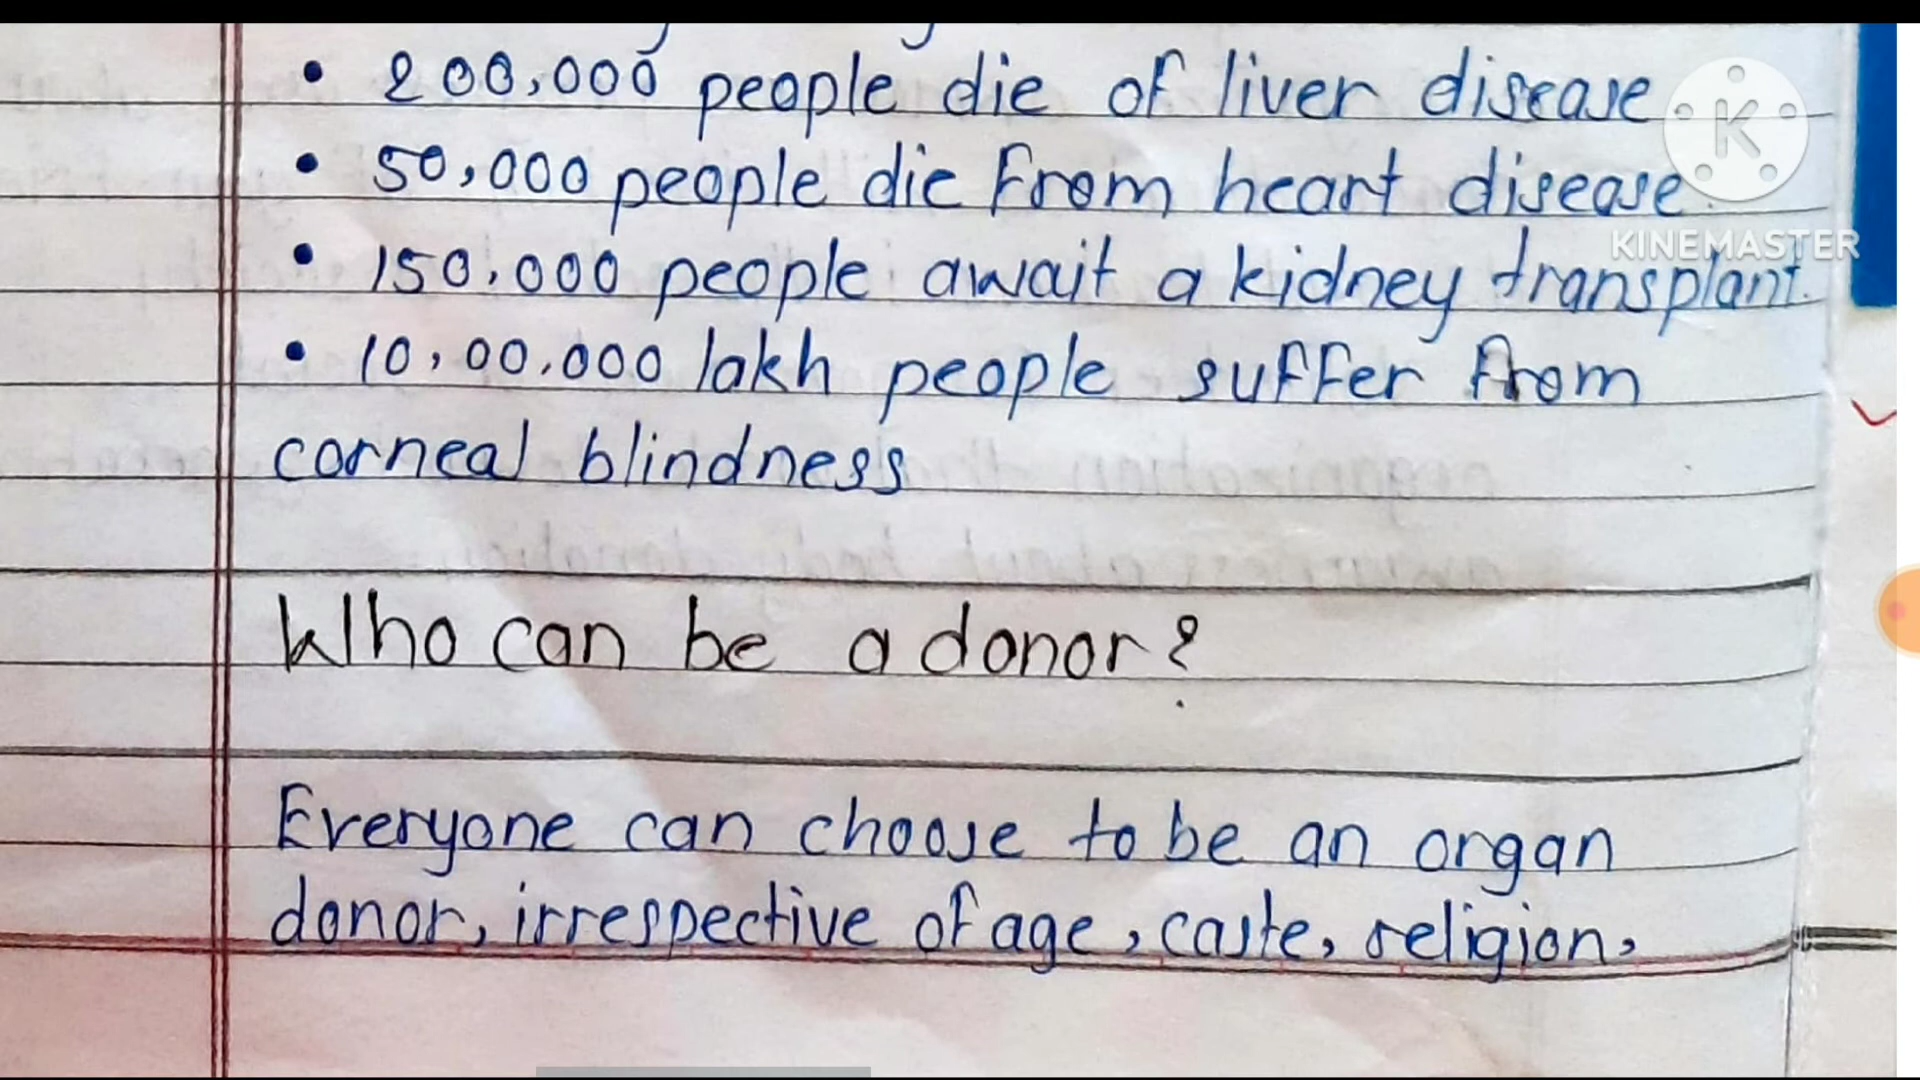 • 200,000 people die of liver disease
• 50,000 people die from heart disease.
• 150,000 people await a kidney transplant.
• 10,00,000 lakh people suffer from
corneal blindness
Who can be a donor?
Everyone can choose to be an organ
donor, irrespective of age, caste, religion,
K
KINEMASTER